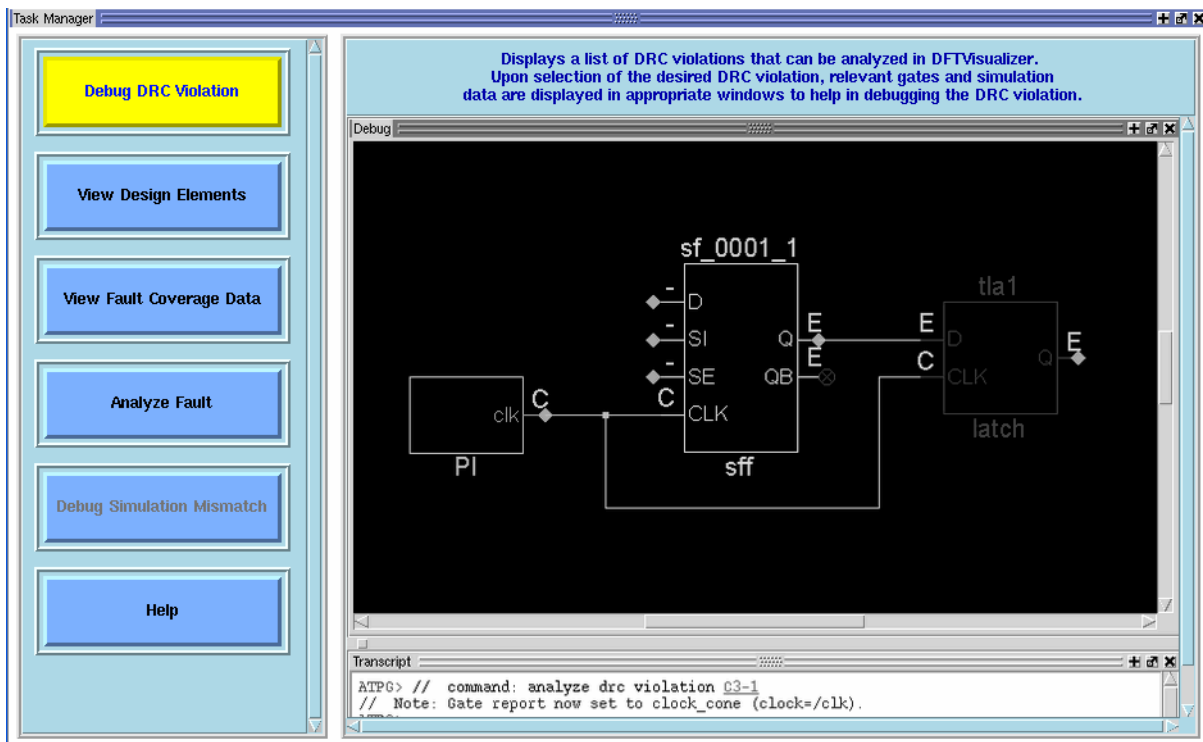 Task Manager
Debug DRC Violation
View Design Elements
View Fault Coverage Data
Analyze Fault
Debug Simulation Mismatch
Help
Displays a list of DRC violations that can be analyzed in DFTVisualizer.
Upon selection of the desired DRC violation, relevant gates and simulation
data are displayed in appropriate windows to help in debugging the DRC violation.
Debug
sf_0001_1
tla1
- D
- SI
- SE
C CLK
Q E
QB E
sff
clk C
PI
E D
C CLK
Q E
latch
Transcript
ATPG> // command: analyze drc violation C3-1
// Note: Gate report now set to clock_cone (clock=/clk).